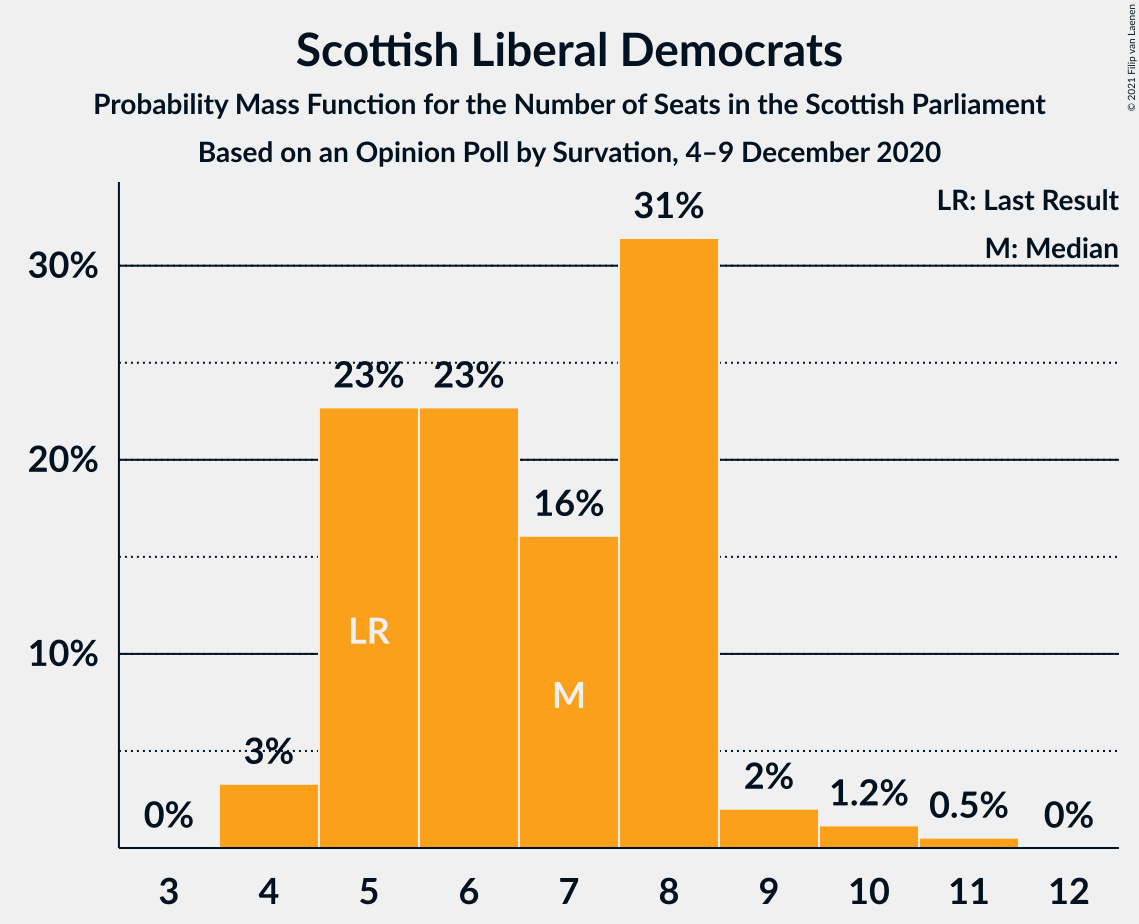 Scottish Liberal Democrats
Probability Mass Function for the Number of Seats in the Scottish Parliament
Based on an Opinion Poll by Survation, 4–9 December 2020
© 2021 Filip van Laenen
LR: Last Result
M: Median
30%
20%
10%
0%
3%
23%
23%
16%
31%
2%
1.2%
0.5%
0%
LR
M
3
4
5
6
7
8
9
10
11
12